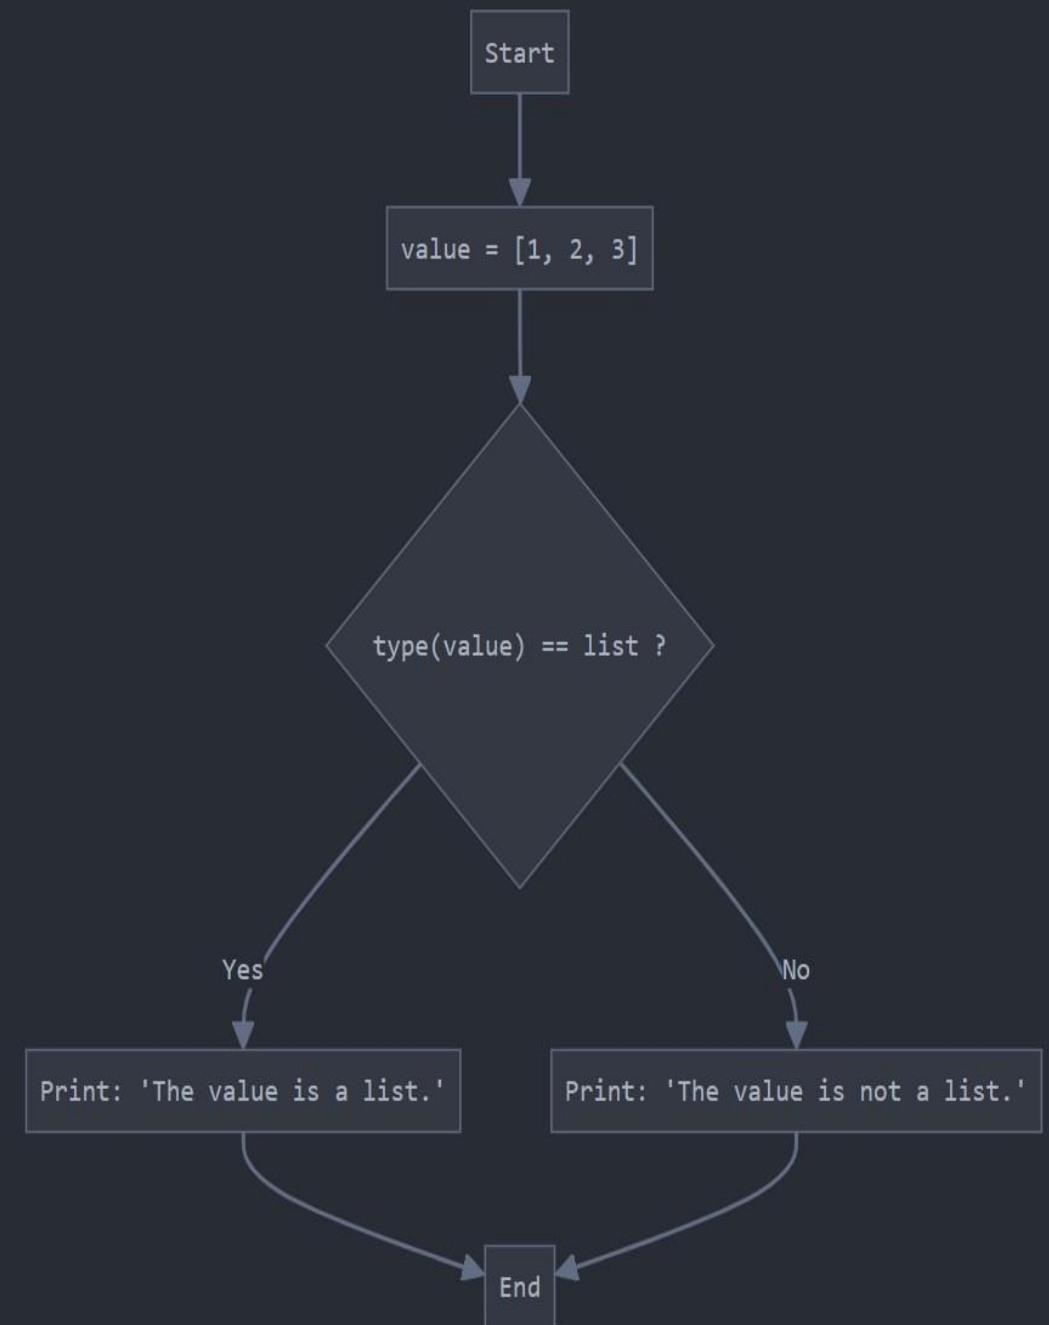 Start
value = [1, 2, 3]
type(value) == list ?
Yes
No
Print: 'The value is a list.'
Print: 'The value is not a list.'
End